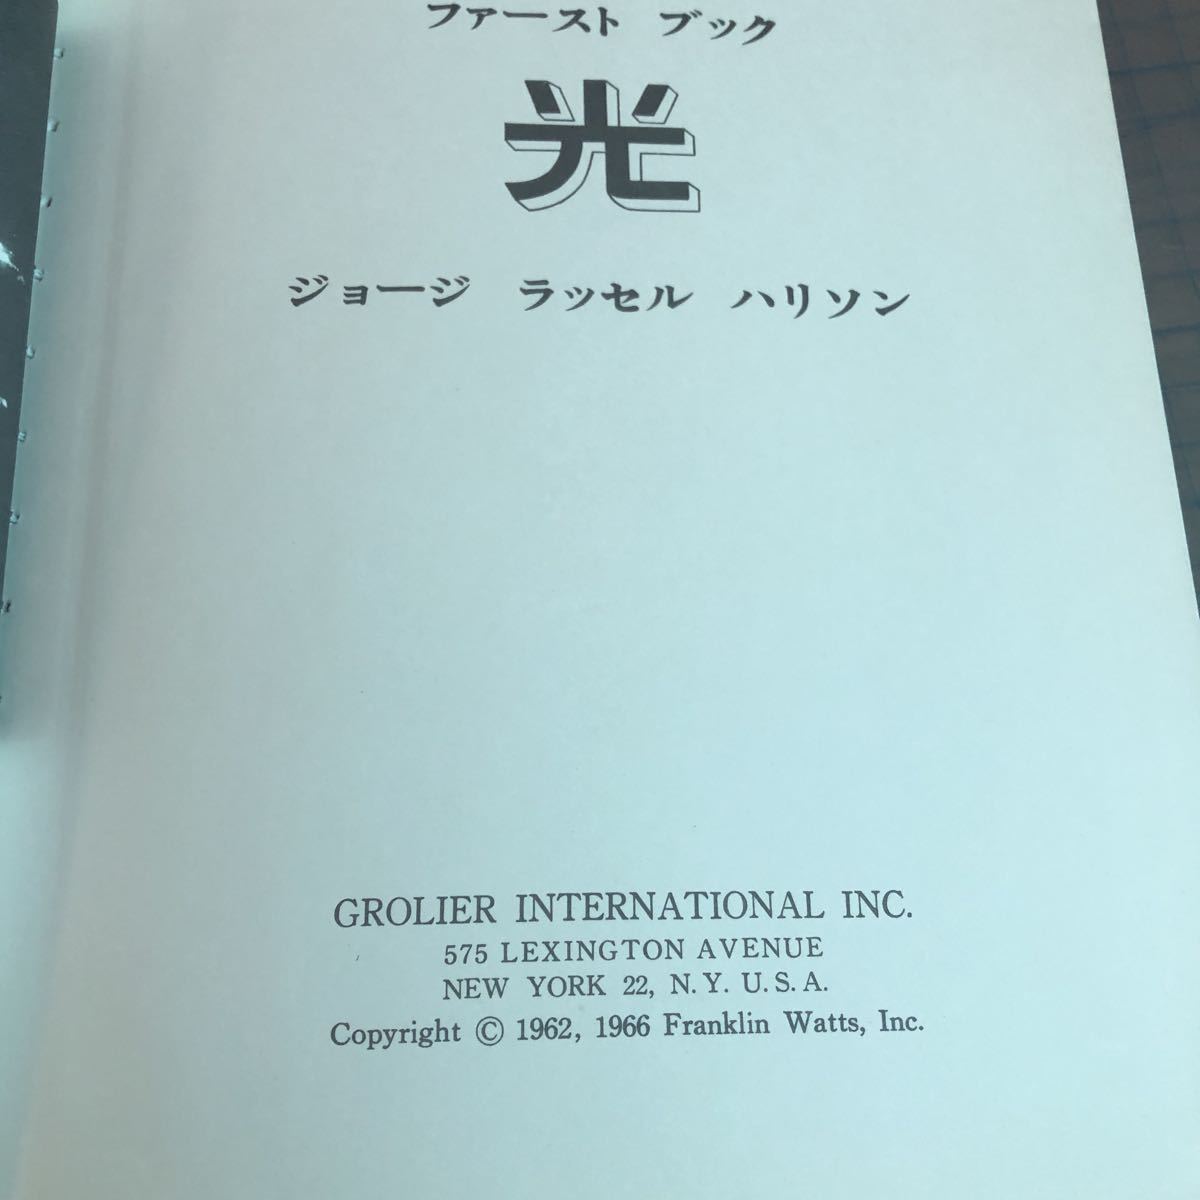 ファースト ブック
光
ジョージ ラッセル ハリソン
GROLIER INTERNATIONAL INC.
575 LEXINGTON AVENUE
NEW YORK 22, N.Y. U.S.A.
Copyright © 1962, 1966 Franklin Watts, Inc.